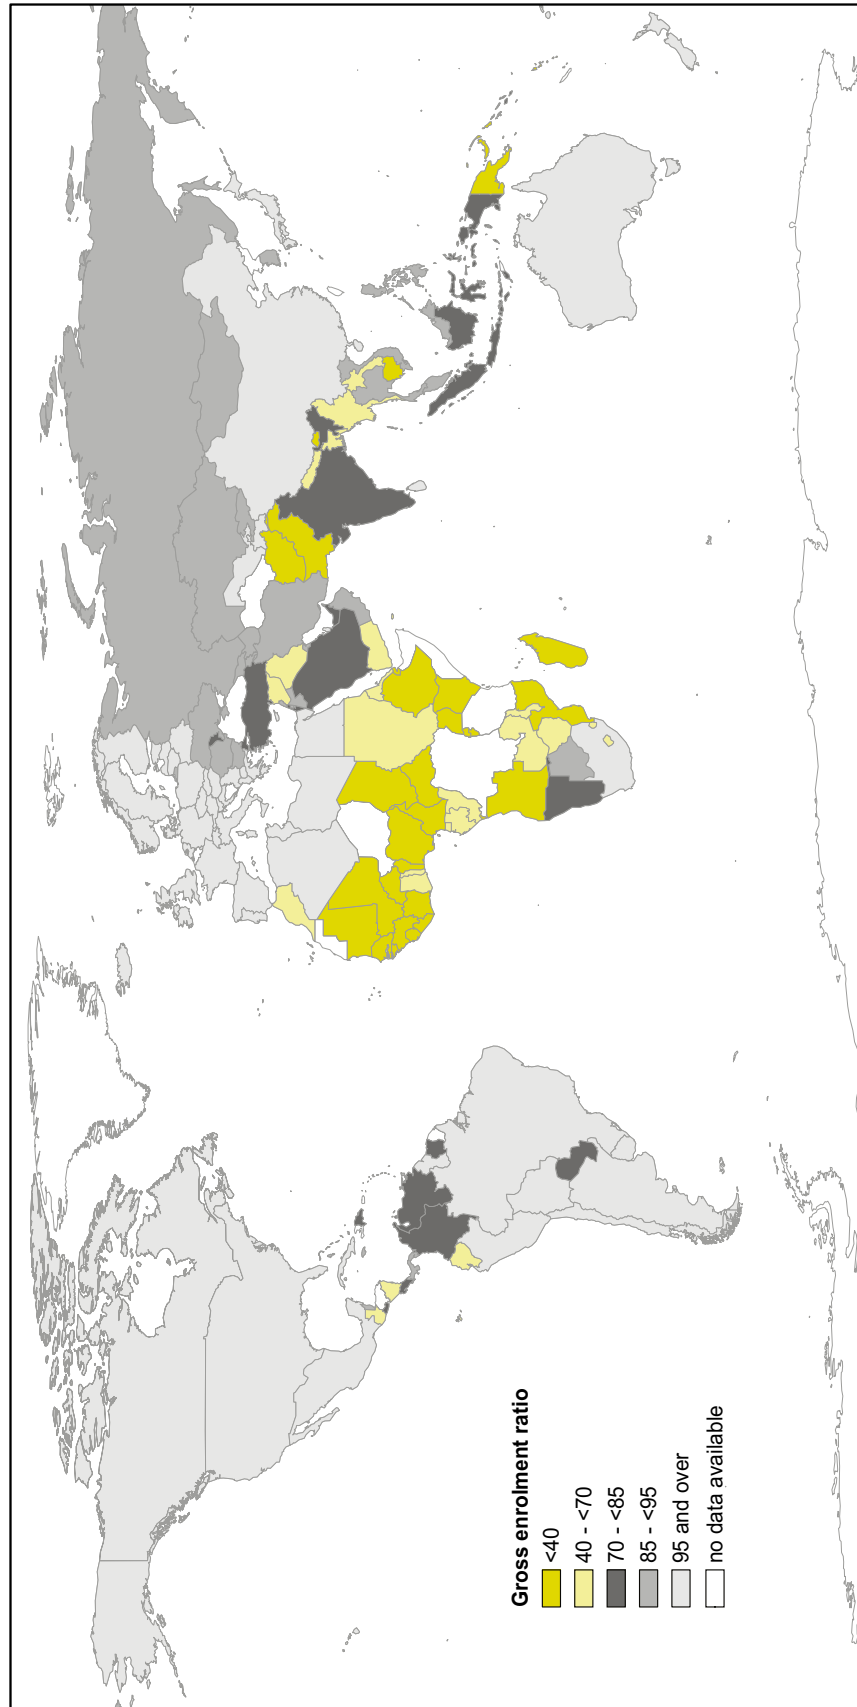 Gross enrolment ratio
<40
40 - <70
70 - <85
85 - <95
95 and over
no data available